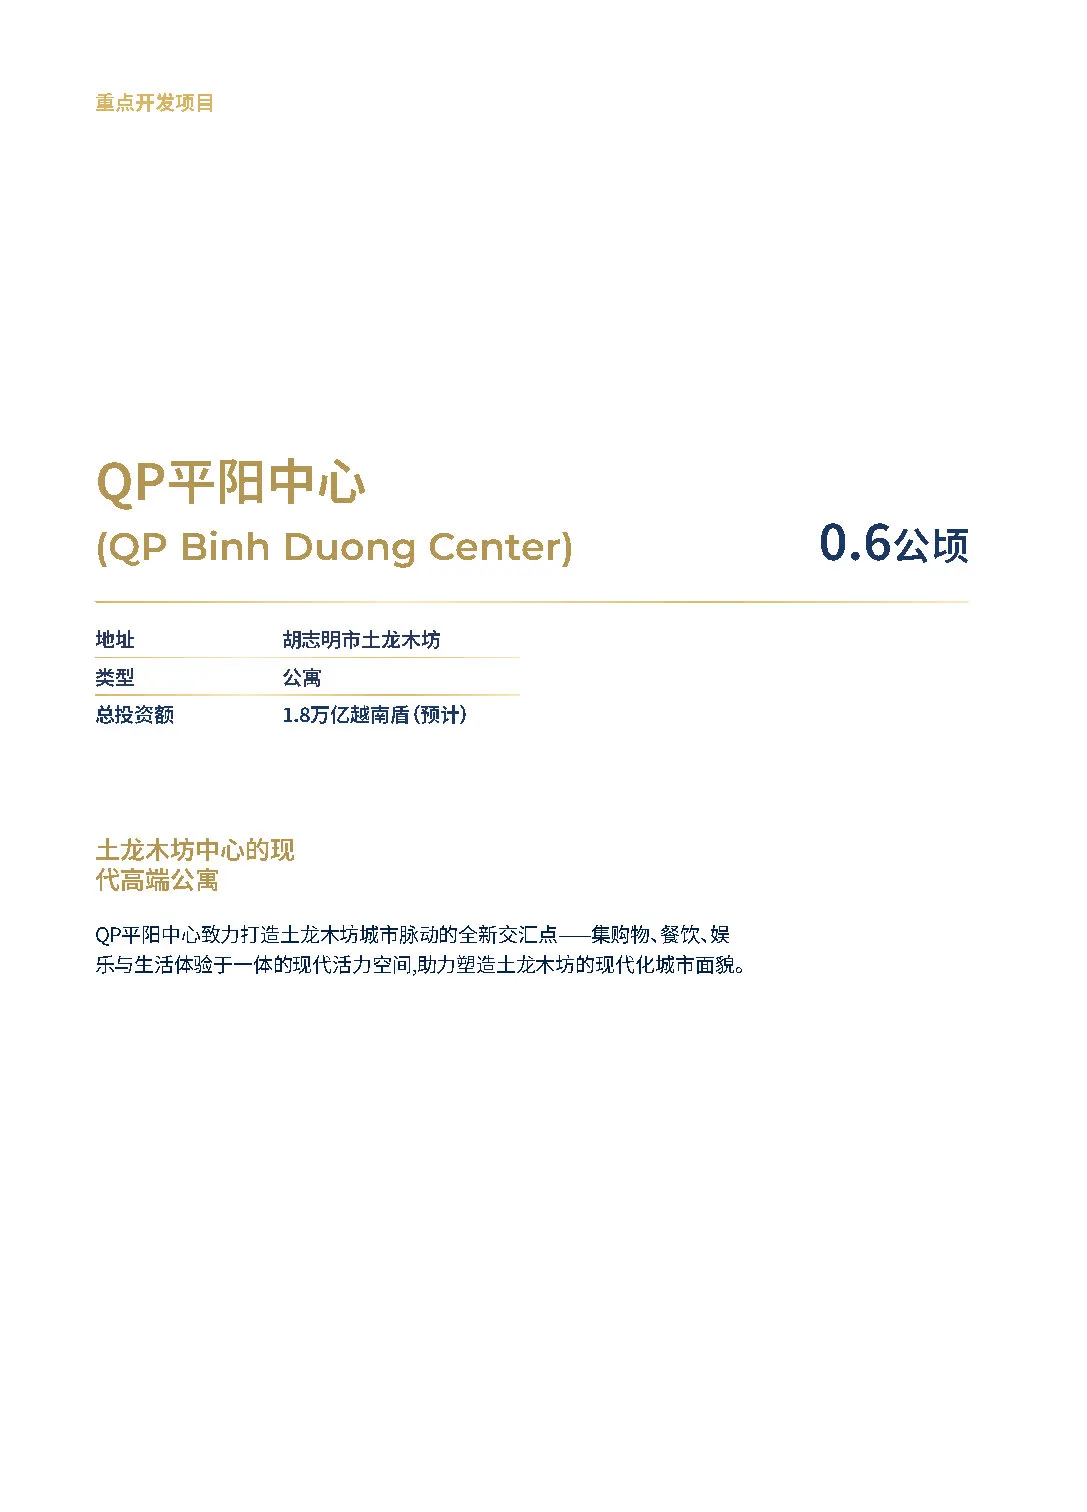 重点开发项目
QP平阳中心
(QP Binh Duong Center)
0.6公顷
地址 胡志明市土龙木坊
类型 公寓
总投资额 1.8万亿越南盾（预计）
土龙木坊中心的现
代高端公寓
QP平阳中心致力打造土龙木坊城市脉动的全新交汇点——集购物、餐饮、娱
乐与生活体验于一体的现代活力空间,助力塑造土龙木坊的现代化城市面貌。